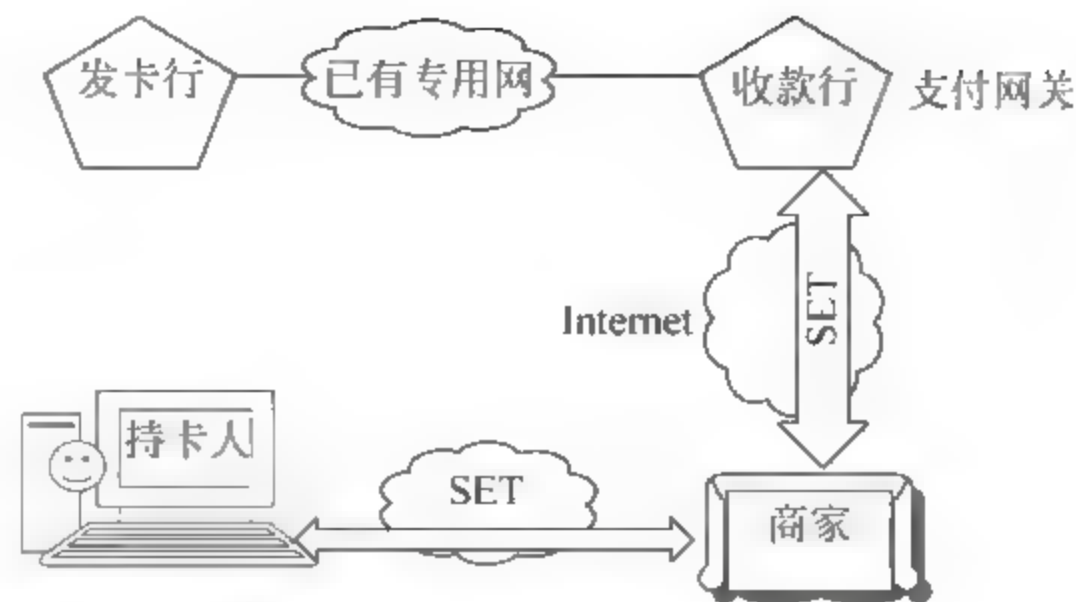 发卡行
已有专用网
收款行
支付网关
Internet
SET
持卡人
SET
商家